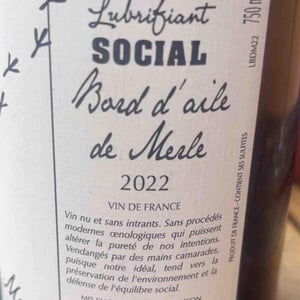 Lubrifiant
SOCIAL
Bord d'aile
de Merle
2022
VIN DE FRANCE
Vin nu et sans intrants. Sans procédés
modernes œnologiques qui puissent
altérer la pureté de nos intentions.
Vendangés par des mains camarades,
puisque notre idéal, tend vers la
préservation de l'environnement et la
défense de l'équilibre social.
750 m
LBDM22
PRODUIT DE FRANCE - CONTIENT SES SULFITES